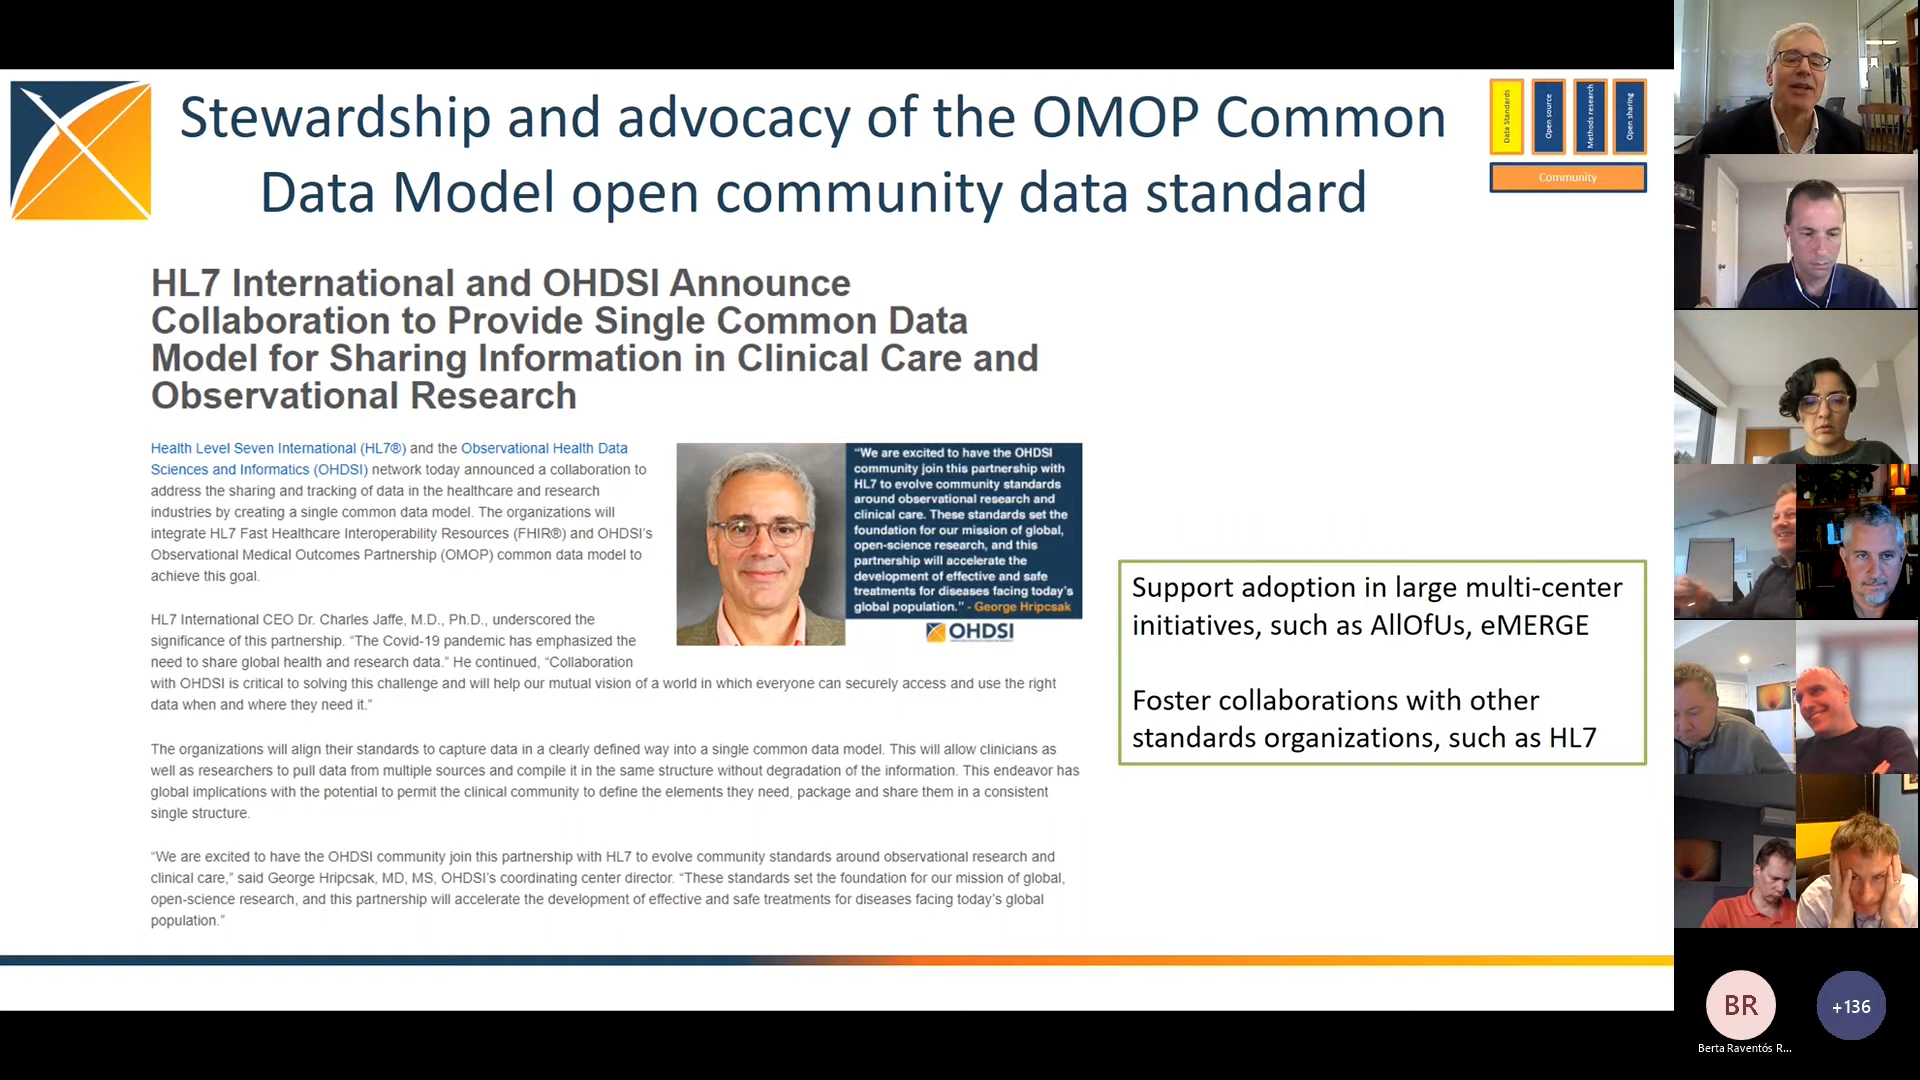 Stewardship and advocacy of the OMOP Common
Data Model open community data standard
Data Standards
Open source
Methods research
Open sharing
Community
HL7 International and OHDSI Announce
Collaboration to Provide Single Common Data
Model for Sharing Information in Clinical Care and
Observational Research
Health Level Seven International (HL7®) and the Observational Health Data
Sciences and Informatics (OHDSI) network today announced a collaboration to
address the sharing and tracking of data in the healthcare and research
industries by creating a single common data model. The organizations will
integrate HL7 Fast Healthcare Interoperability Resources (FHIR®) and OHDSI’s
Observational Medical Outcomes Partnership (OMOP) common data model to
achieve this goal.
HL7 International CEO Dr. Charles Jaffe, M.D., Ph.D., underscored the
significance of this partnership. “The Covid-19 pandemic has emphasized the
need to share global health and research data.” He continued, “Collaboration
with OHDSI is critical to solving this challenge and will help our mutual vision of a world in which everyone can securely access and use the right
data when and where they need it.”
The organizations will align their standards to capture data in a clearly defined way into a single common data model. This will allow clinicians as
well as researchers to pull data from multiple sources and compile it in the same structure without degradation of the information. This endeavor has
global implications with the potential to permit the clinical community to define the elements they need, package and share them in a consistent
single structure.
“We are excited to have the OHDSI community join this partnership with HL7 to evolve community standards around observational research and
clinical care,” said George Hripcsak, MD, MS, OHDSI’s coordinating center director. “These standards set the foundation for our mission of global,
open-science research, and this partnership will accelerate the development of effective and safe treatments for diseases facing today’s global
population.”
“We are excited to have the OHDSI
community join this partnership with
HL7 to evolve community standards
around observational research and
clinical care. These standards set the
foundation for our mission of global,
open-science research, and this
partnership will accelerate the
development of effective and safe
treatments for diseases facing today’s
global population.” - George Hripcsak
OHDSI
Support adoption in large multi-center
initiatives, such as AllOfUs, eMERGE
Foster collaborations with other
standards organizations, such as HL7
BR
+136
Berta Raventós R...